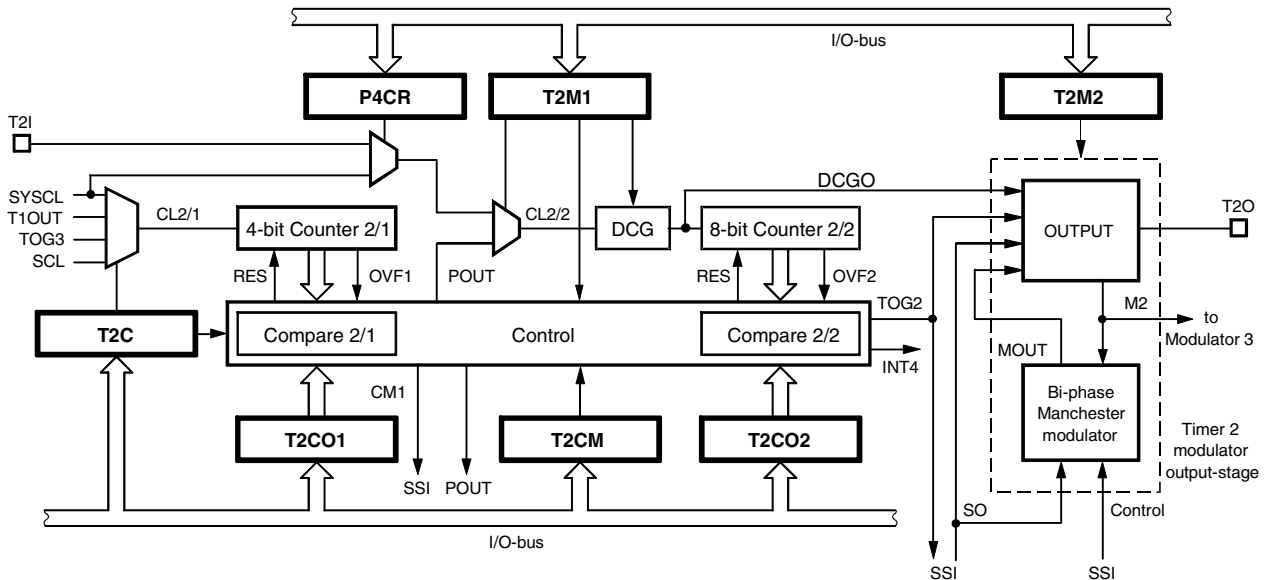 I/O-bus
P4CR
T2M1
T2M2
T2I
SYSCL
T1OUT
TOG3
SCL
CL2/1
4-bit Counter 2/1
CL2/2
DCG
8-bit Counter 2/2
DCGO
OUTPUT
T2O
RES
OVF1
POUT
RES
OVF2
TOG2
M2
to
Modulator 3
T2C
Compare 2/1
Control
Compare 2/2
INT4
MOUT
Bi-phase
Manchester
modulator
Timer 2
modulator
output-stage
CM1
T2CO1
T2CM
T2CO2
SSI
POUT
SO
Control
I/O-bus
SSI
SSI